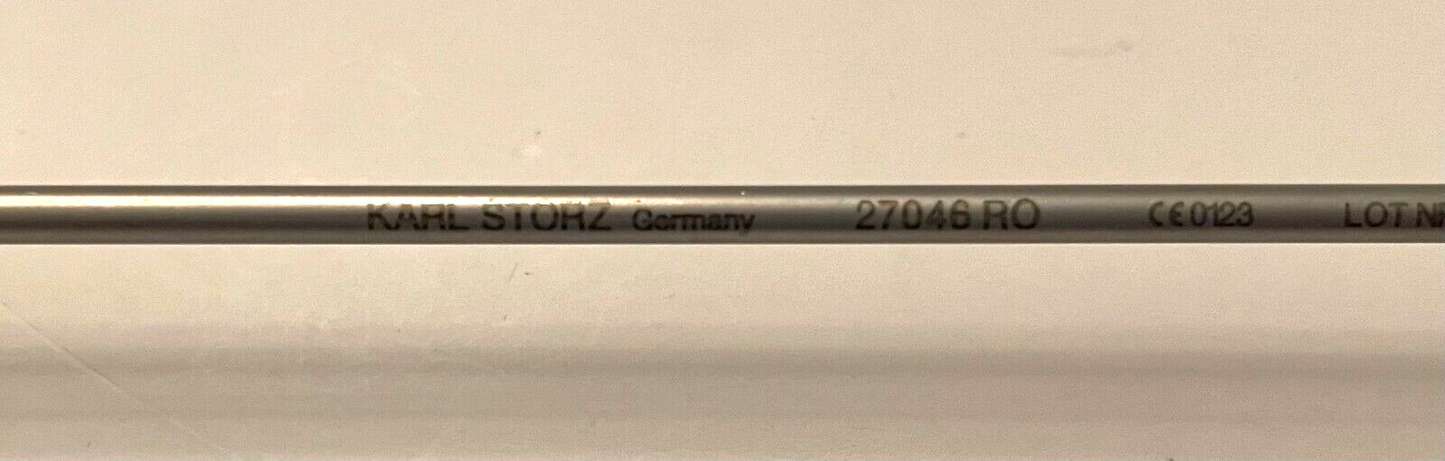 KARL STORZ Germany 27046 RO CE0123 LOT